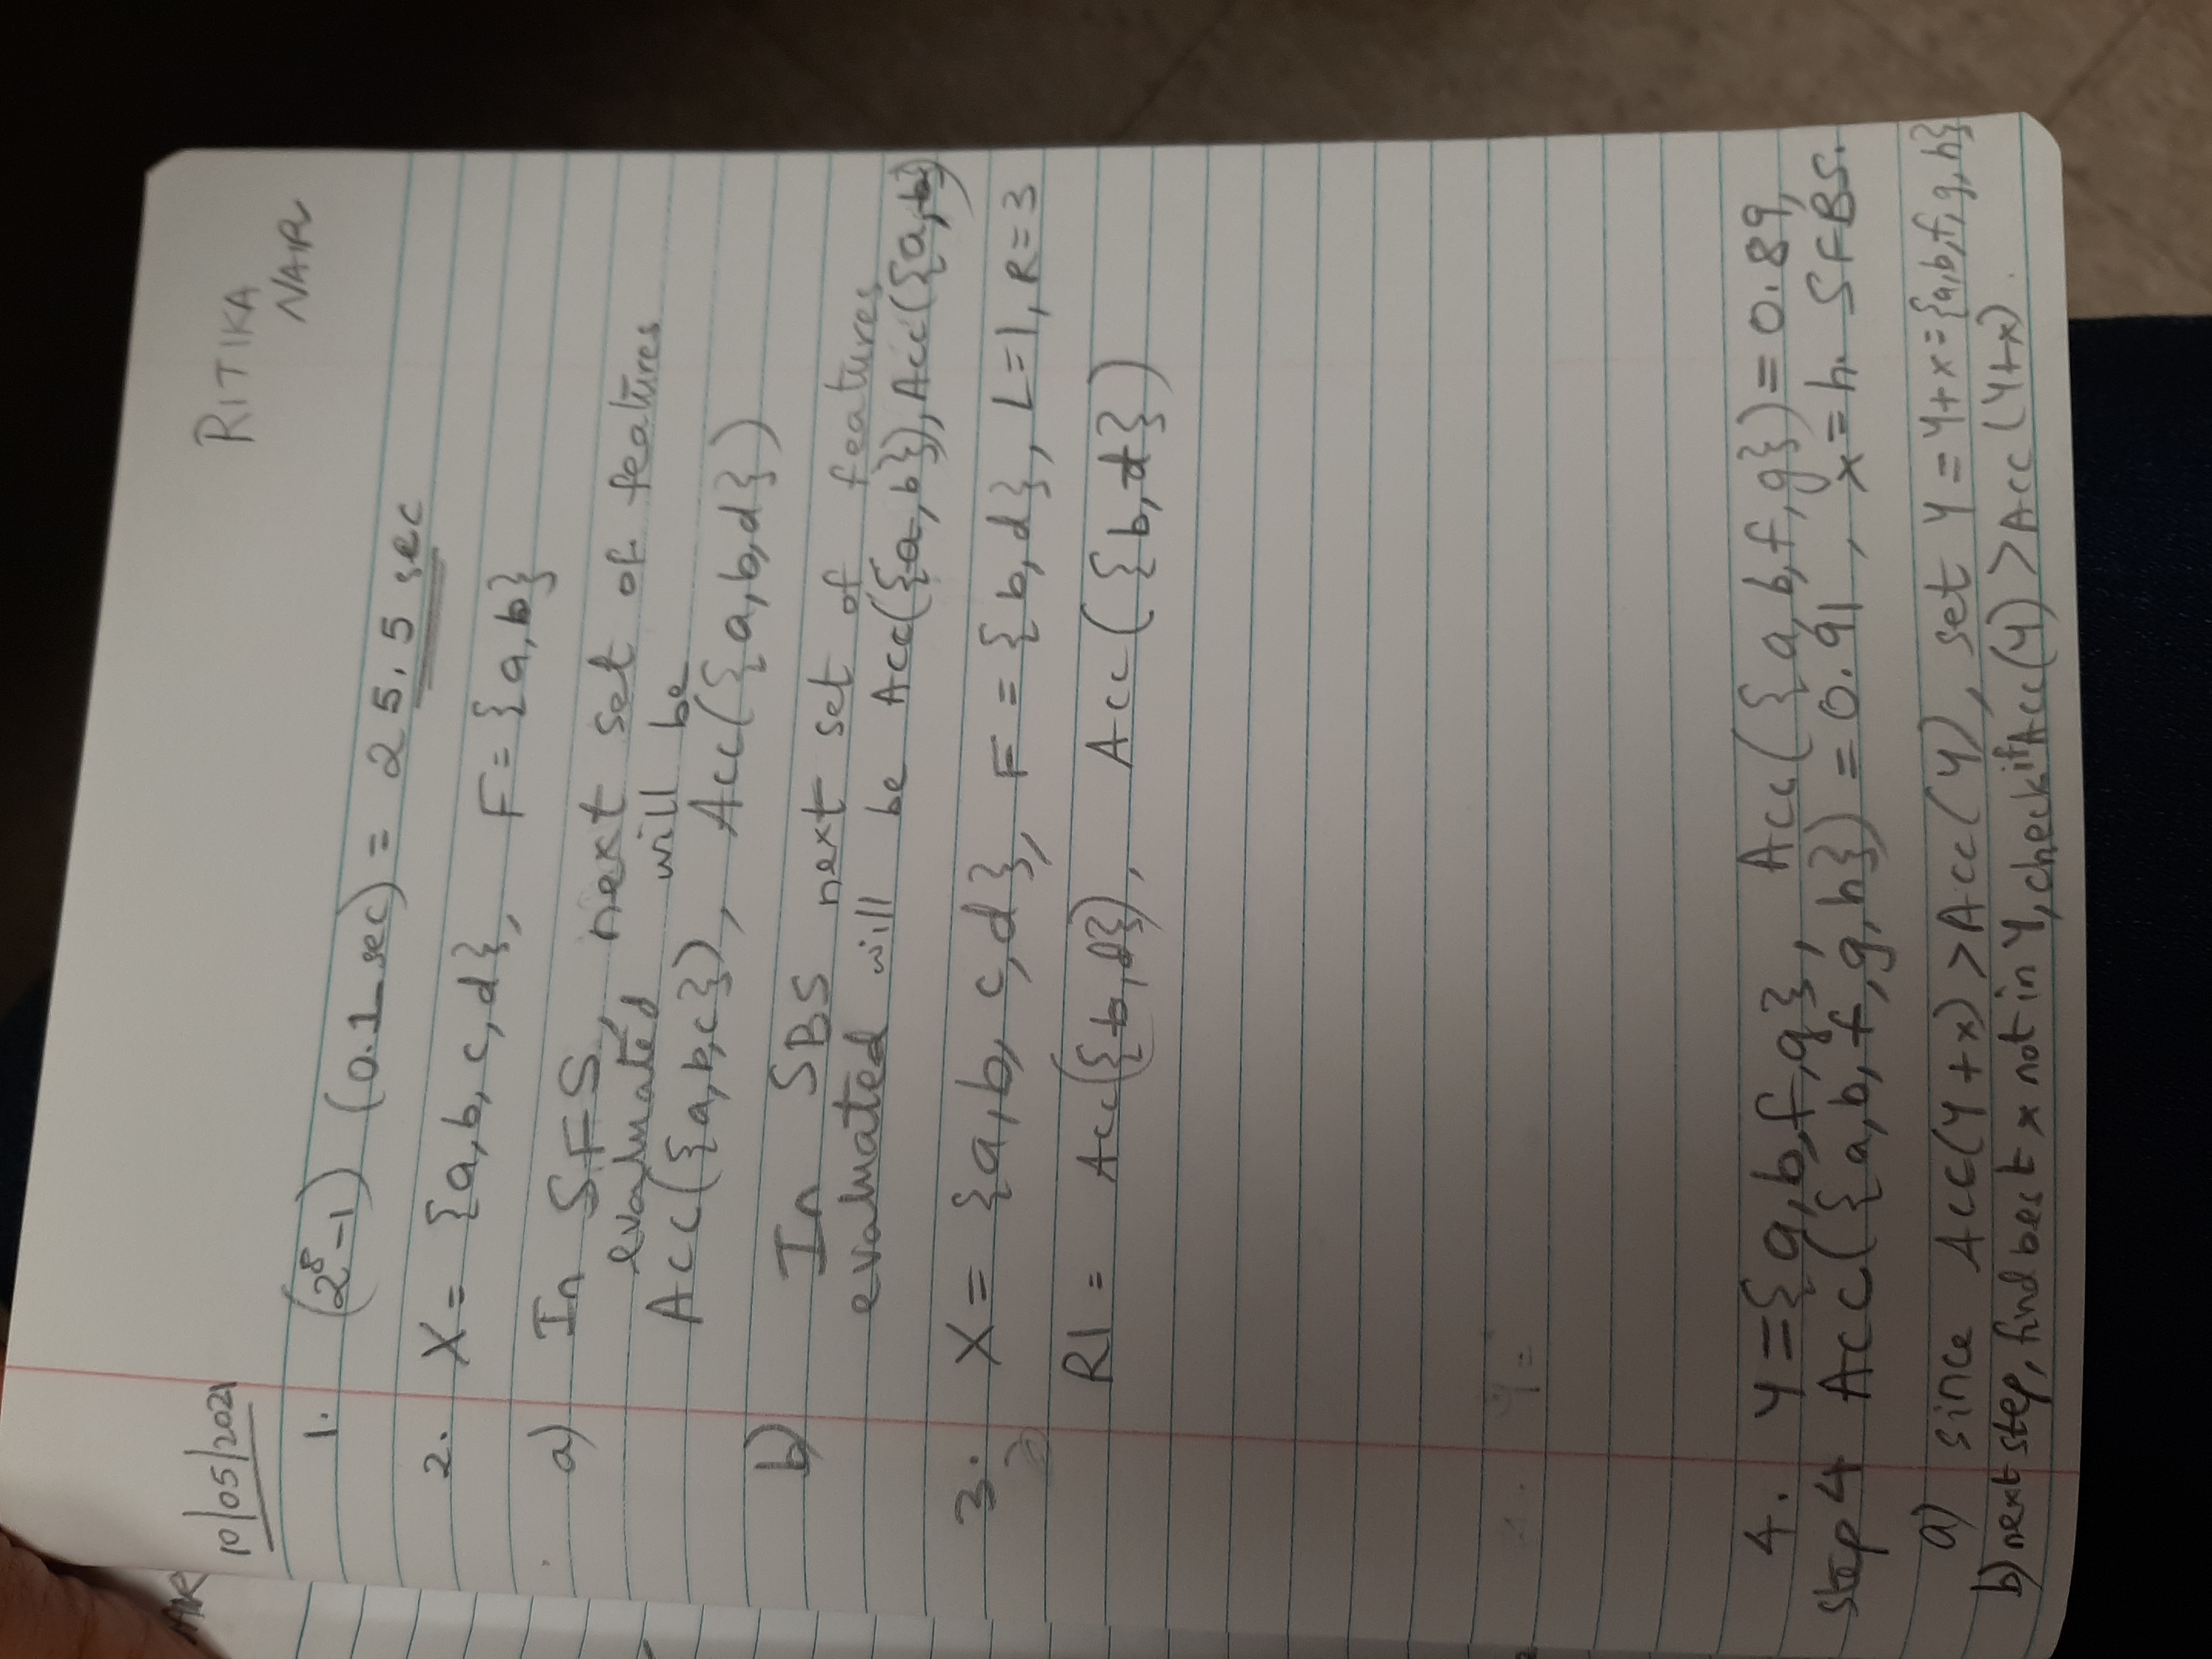 10/05/2021
RITIKA
NAIR
1. (2⁸-1) (0.1 sec) = 25.5 sec
2. X = {a, b, c, d}, F = {a, b}
a) In SFS, next set of features
evaluated will be
Acc({a,b,c}), Acc({a,b,d})
b) In SBS next set of features
evaluated will be Acc({a,b}), Acc({a,b})
3. X = {a, b, c, d}, F = {b, d}, L=1, R=3
R1 = Acc({b,d}), Acc({b,d})
Y =
4. Y={a,b,f,g}, Acc({a,b,f,g})=0.89,
step 4 Acc({a,b,f,g,h}) = 0.91, x=h. SFBS.
a) since Acc(Y+x) >Acc(Y), set Y=Y+x={a,b,f,g,h}
b) next step, find best x not in Y, check if Acc(Y) >Acc(Y+x).